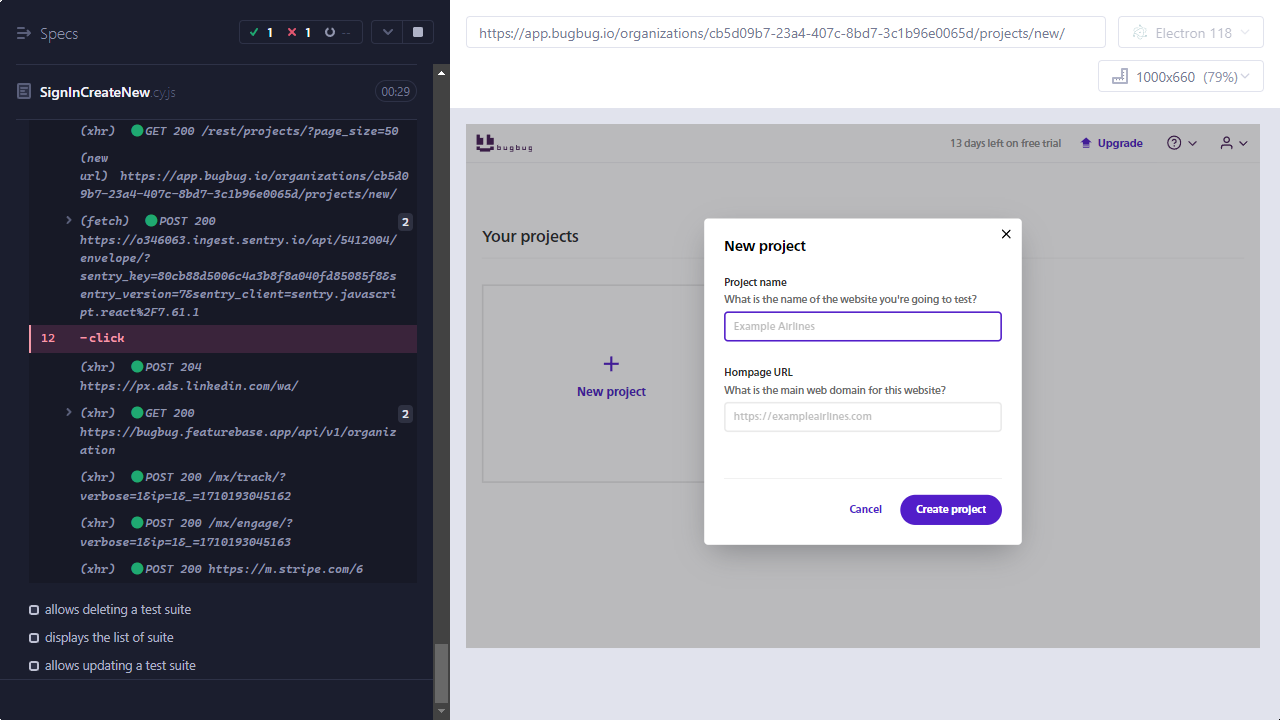 Specs
1
1
--
SignInCreateNew.cy.js
00:29
(xhr) GET 200 /rest/projects/?page_size=50
(new
url) https://app.bugbug.io/organizations/cb5d0
09b7-23a4-407c-8bd7-3c1b96e0065d/projects/new/
(fetch) POST 200
2
https://o346063.ingest.sentry.io/api/5412004/
envelope/?
sentry_key=80cb88d5006c4a3b8f8a040fd85085f8&s
entry_version=7&sentry_client=sentry.javascri
pt.react%2F7.61.1
12 -click
(xhr) POST 204
https://px.ads.linkedin.com/wa/
(xhr) GET 200
2
https://bugbug.featurebase.app/api/v1/organiz
ation
(xhr) POST 200 /mx/track/?
verbose=1&ip=1&_=1710193045162
(xhr) POST 200 /mx/engage/?
verbose=1&ip=1&_=1710193045163
(xhr) POST 200 https://m.stripe.com/6
allows deleting a test suite
displays the list of suite
allows updating a test suite
https://app.bugbug.io/organizations/cb5d09b7-23a4-407c-8bd7-3c1b96e0065d/projects/new/
Electron 118
1000x660 (79%)
bugbug
13 days left on free trial
Upgrade
Your projects
New project
New project
Project name
What is the name of the website you're going to test?
Example Airlines
Hompage URL
What is the main web domain for this website?
https://exampleairlines.com
Cancel
Create project